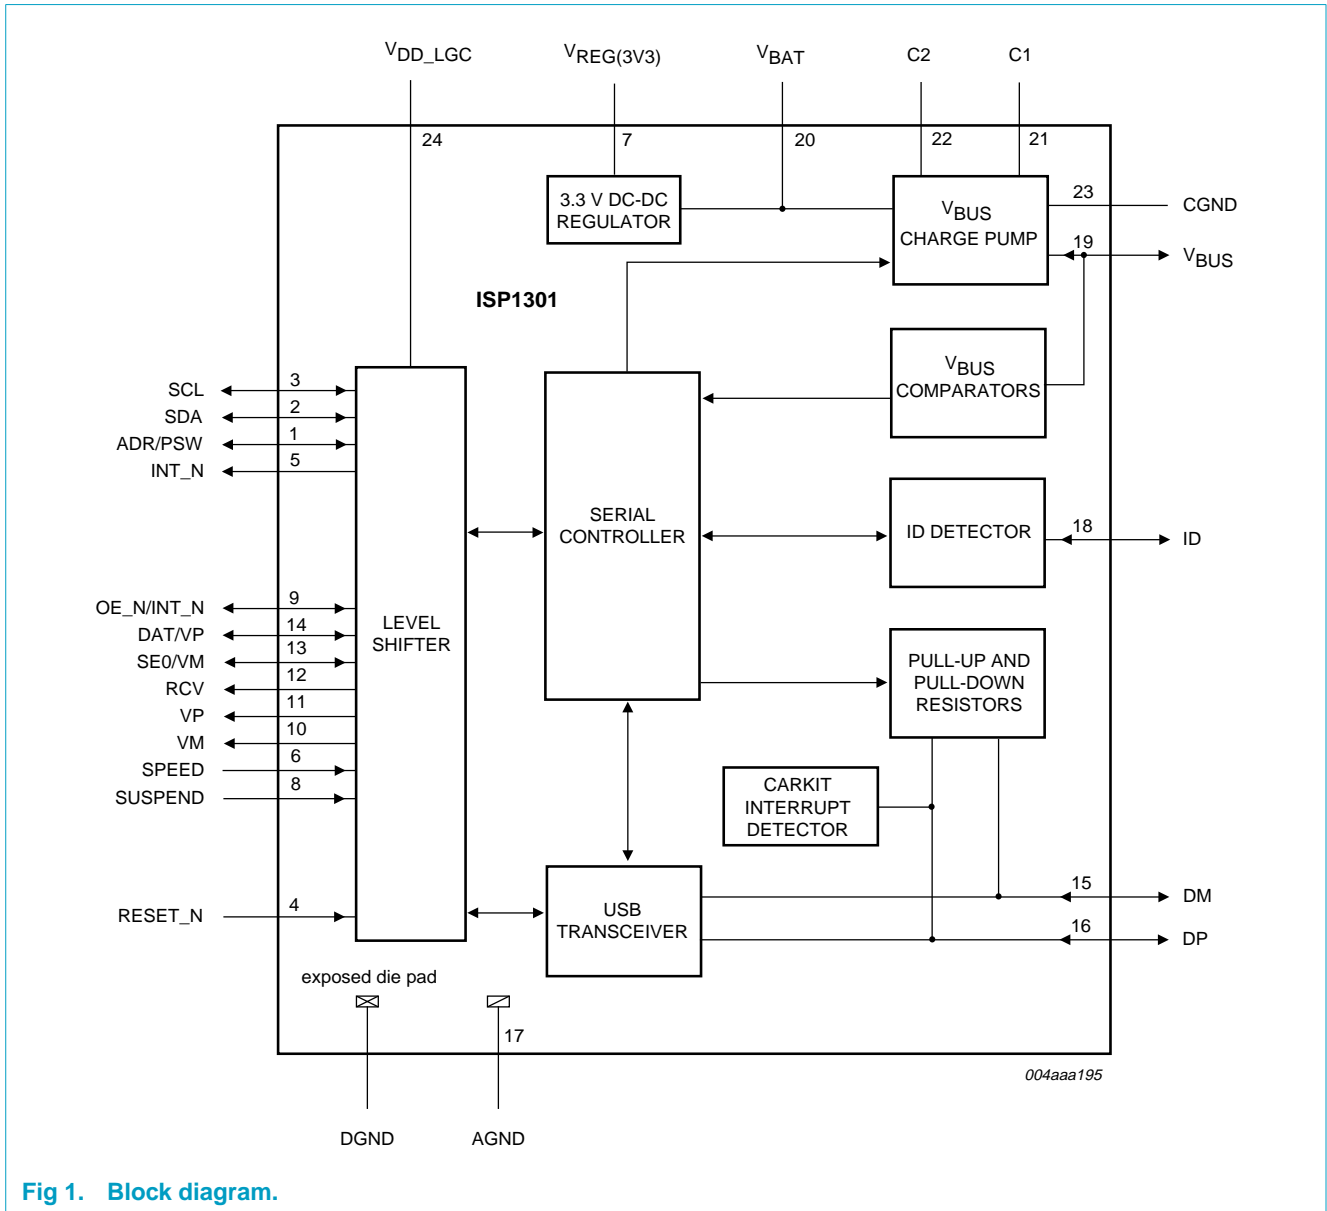 VDD_LGC VREG(3V3) VBAT C2 C1
24 7 20 22 21
3.3 V DC-DC
REGULATOR
VBUS
CHARGE PUMP
23 CGND
19 VBUS
ISP1301
VBUS
COMPARATORS
SCL 3
SDA 2
ADR/PSW 1
INT_N 5
SERIAL
CONTROLLER
ID DETECTOR
18 ID
OE_N/INT_N 9
DAT/VP 14
SE0/VM 13
RCV 12
VP 11
VM 10
SPEED 6
SUSPEND 8
LEVEL
SHIFTER
PULL-UP AND
PULL-DOWN
RESISTORS
CARKIT
INTERRUPT
DETECTOR
RESET_N 4
USB
TRANSCEIVER
15 DM
16 DP
exposed die pad
17
004aaa195
DGND AGND
Fig 1. Block diagram.